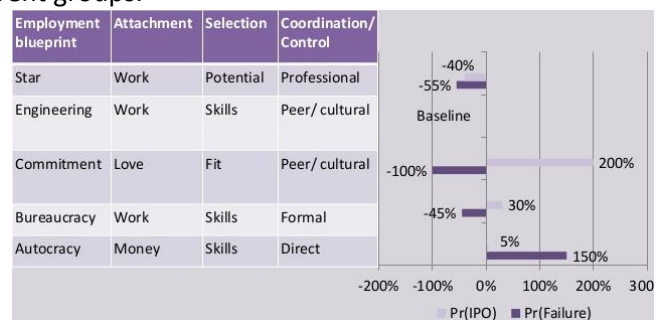 Employment blueprint Attachment Selection Coordination/ Control
Star Work Potential Professional
Engineering Work Skills Peer/ cultural
Commitment Love Fit Peer/ cultural
Bureaucracy Work Skills Formal
Autocracy Money Skills Direct
-40%
-55%
Baseline
200%
-100%
30%
-45%
5%
150%
-200% -100% 0% 100% 200% 300
Pr(IPO) Pr(Failure)